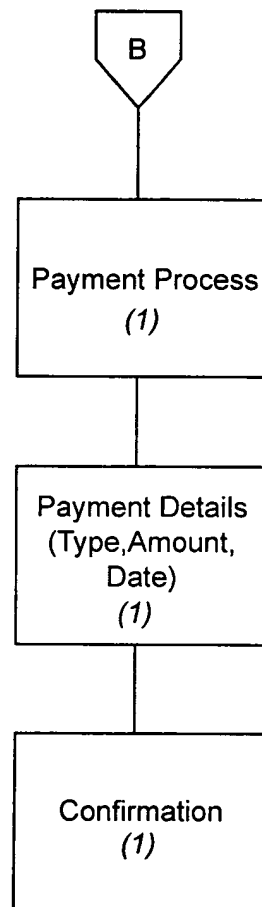 B
Payment Process
(1)
Payment Details
(Type,Amount,
Date)
(1)
Confirmation
(1)